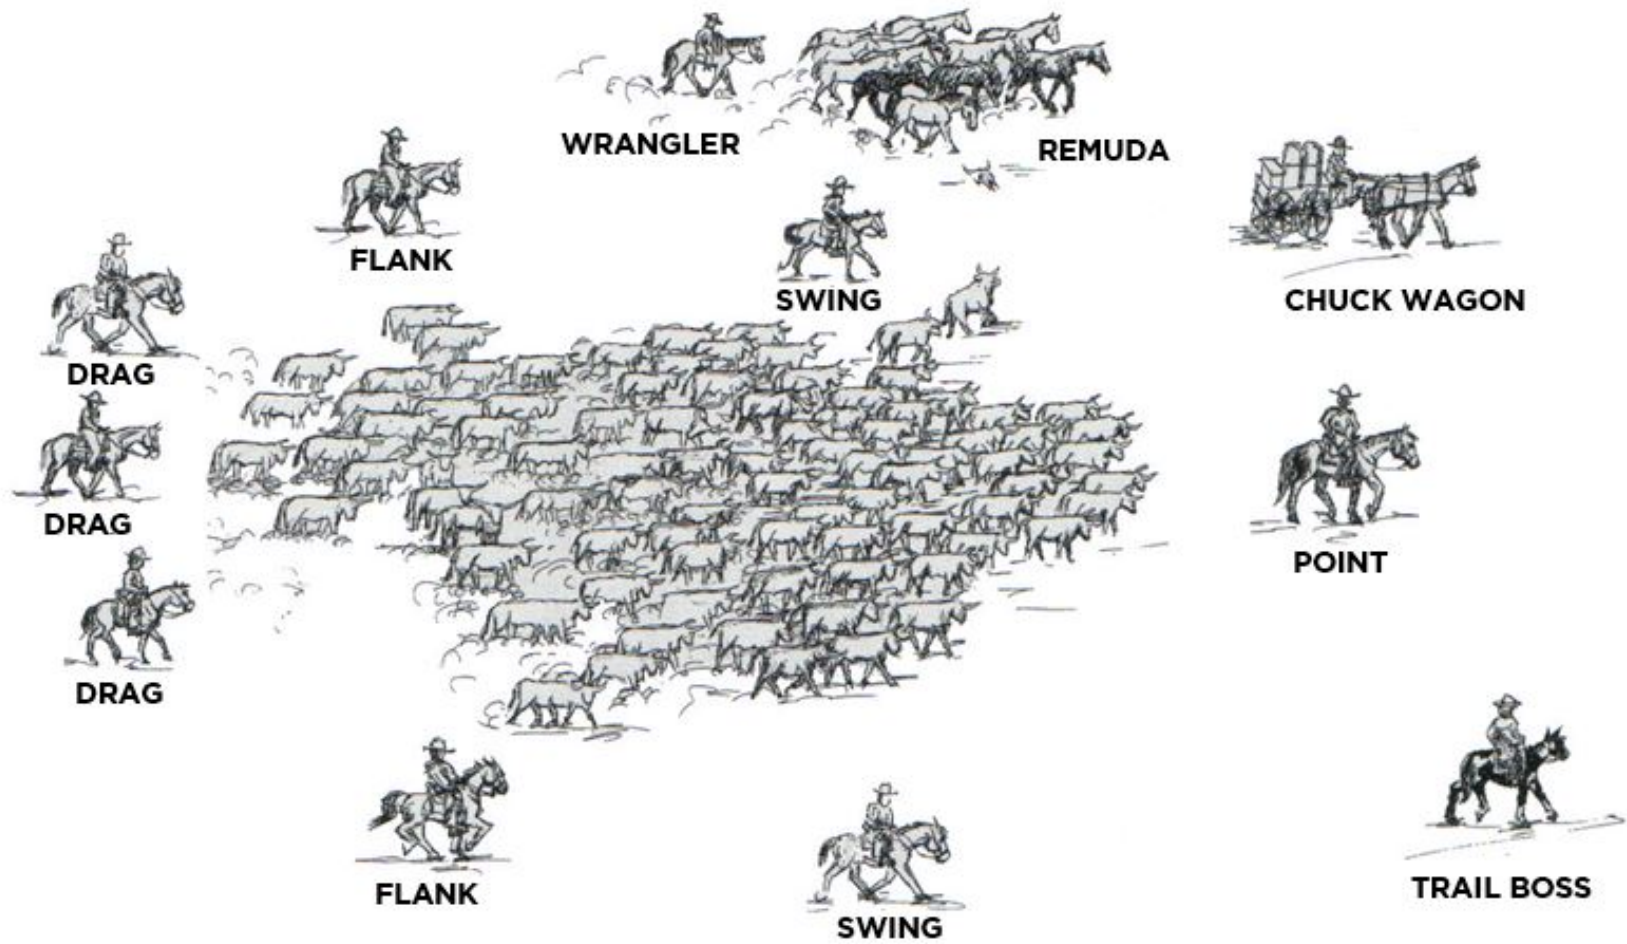 WRANGLER
REMUDA
FLANK
SWING
CHUCK WAGON
DRAG
DRAG
POINT
DRAG
TRAIL BOSS
FLANK
SWING